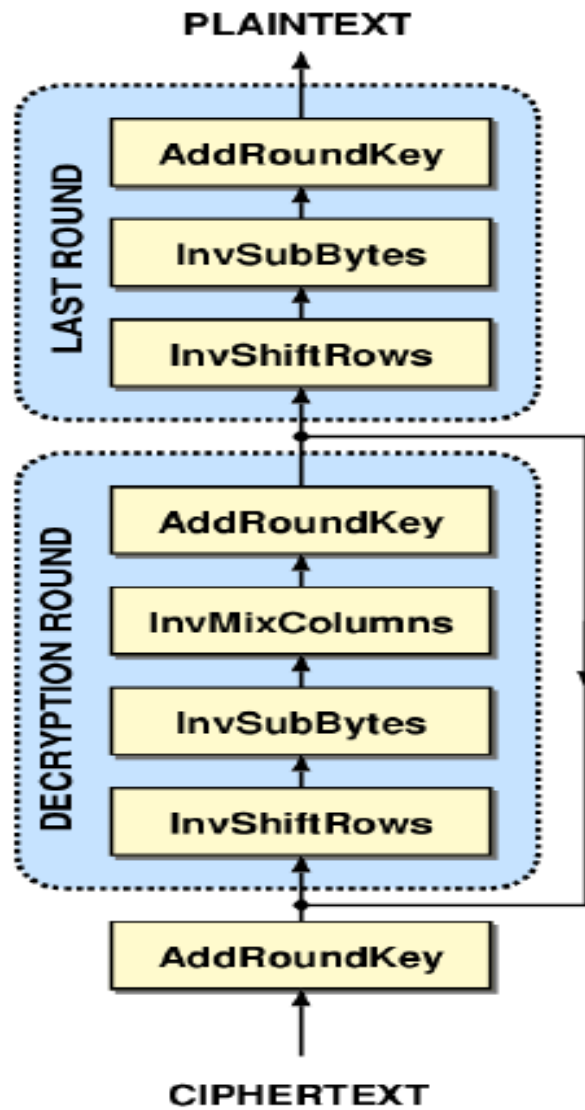 PLAINTEXT
LAST ROUND
AddRoundKey
InvSubBytes
InvShiftRows
DECRYPTION ROUND
AddRoundKey
InvMixColumns
InvSubBytes
InvShiftRows
AddRoundKey
CIPHERTEXT